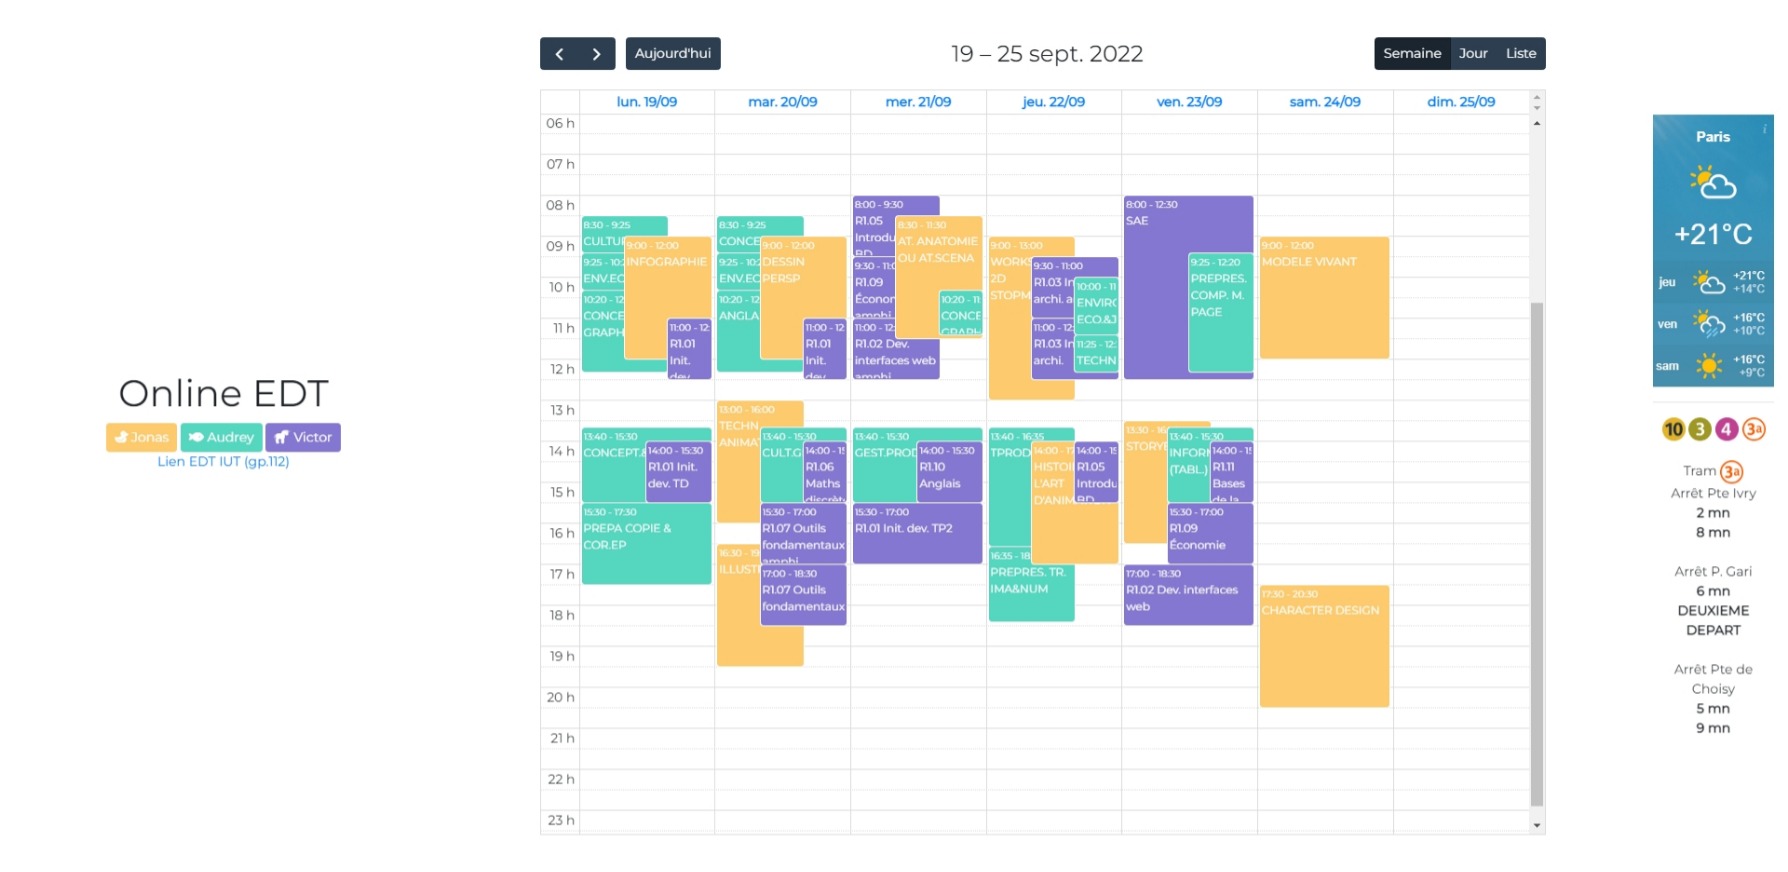 Online EDT
Jonas
Audrey
Victor
Lien EDT IUT (gp.112)
Aujourd'hui
19 – 25 sept. 2022
Semaine
Jour
Liste
lun. 19/09
mar. 20/09
mer. 21/09
jeu. 22/09
ven. 23/09
sam. 24/09
dim. 25/09
06 h
07 h
08 h
09 h
10 h
11 h
12 h
13 h
14 h
15 h
16 h
17 h
18 h
19 h
20 h
21 h
22 h
23 h
8:30 - 9:25
CULTU
9:00 - 12:00
INFOGRAPHIE
9:25 - 10:2
ENV.EC
10:20 - 12
CONCE
GRAPH
11:00 - 12:
R1.01
Init.
dev.
13:40 - 15:30
CONCEPT.
14:00 - 15:30
R1.01 Init.
dev. TD
15:30 - 17:30
PREPA COPIE &
COR.EP
8:30 - 9:25
CONCE
9:00 - 12:00
DESSIN
PERSP
9:25 - 10:2
ENV.EC
10:20 - 12
ANGLA
11:00 - 12
R1.01
Init.
dev.
13:00 - 16:00
TECHN.
ANIMA
13:40 - 15:30
CULT.G
14:00 - 15
R1.06
Maths
discrèt
15:30 - 17:00
R1.07 Outils
fondamentaux
amphi
16:30 - 19
ILLUST
17:00 - 18:30
R1.07 Outils
fondamentaux
8:00 - 9:30
R1.05
Introdu
BD
8:30 - 11:30
AT. ANATOMIE
OU AT.SCENA
9:30 - 11:0
R1.09
Éconor
amphi
10:20 - 11
CONCE
GRAPH
11:00 - 12:
R1.02 Dev.
interfaces web
amphi
13:40 - 15:30
GEST.PROD
14:00 - 15:30
R1.10
Anglais
15:30 - 17:00
R1.01 Init. dev. TP2
9:00 - 13:00
WORKS
2D
STOPM
9:30 - 11:00
R1.03 In
archi. a
10:00 - 11
ENVIRC
ECO.&J
11:00 - 12:
R1.03 In
archi.
11:25 - 12:
TECHN
13:40 - 16:35
TPROD
14:00 - 17
HISTOI
L'ART
D'ANIM
14:00 - 15
R1.05
Introdu
BD
16:35 - 18
PREPRES. TR.
IMA&NUM
8:00 - 12:30
SAE
9:25 - 12:20
PREPRES.
COMP. M.
PAGE
13:30 - 16
STORYE
13:40 - 15:30
INFORM
(TABL.)
14:00 - 15
R1.11
Bases
de la
15:30 - 17:00
R1.09
Économie
17:00 - 18:30
R1.02 Dev. interfaces
web
9:00 - 12:00
MODELE VIVANT
17:30 - 20:30
CHARACTER DESIGN
Paris
i
+21°C
jeu
+21°C
+14°C
ven
+16°C
+10°C
sam
+16°C
+9°C
10 3 4 3a
Tram 3a
Arrêt Pte Ivry
2 mn
8 mn
Arrêt P. Gari
6 mn
DEUXIEME
DEPART
Arrêt Pte de
Choisy
5 mn
9 mn